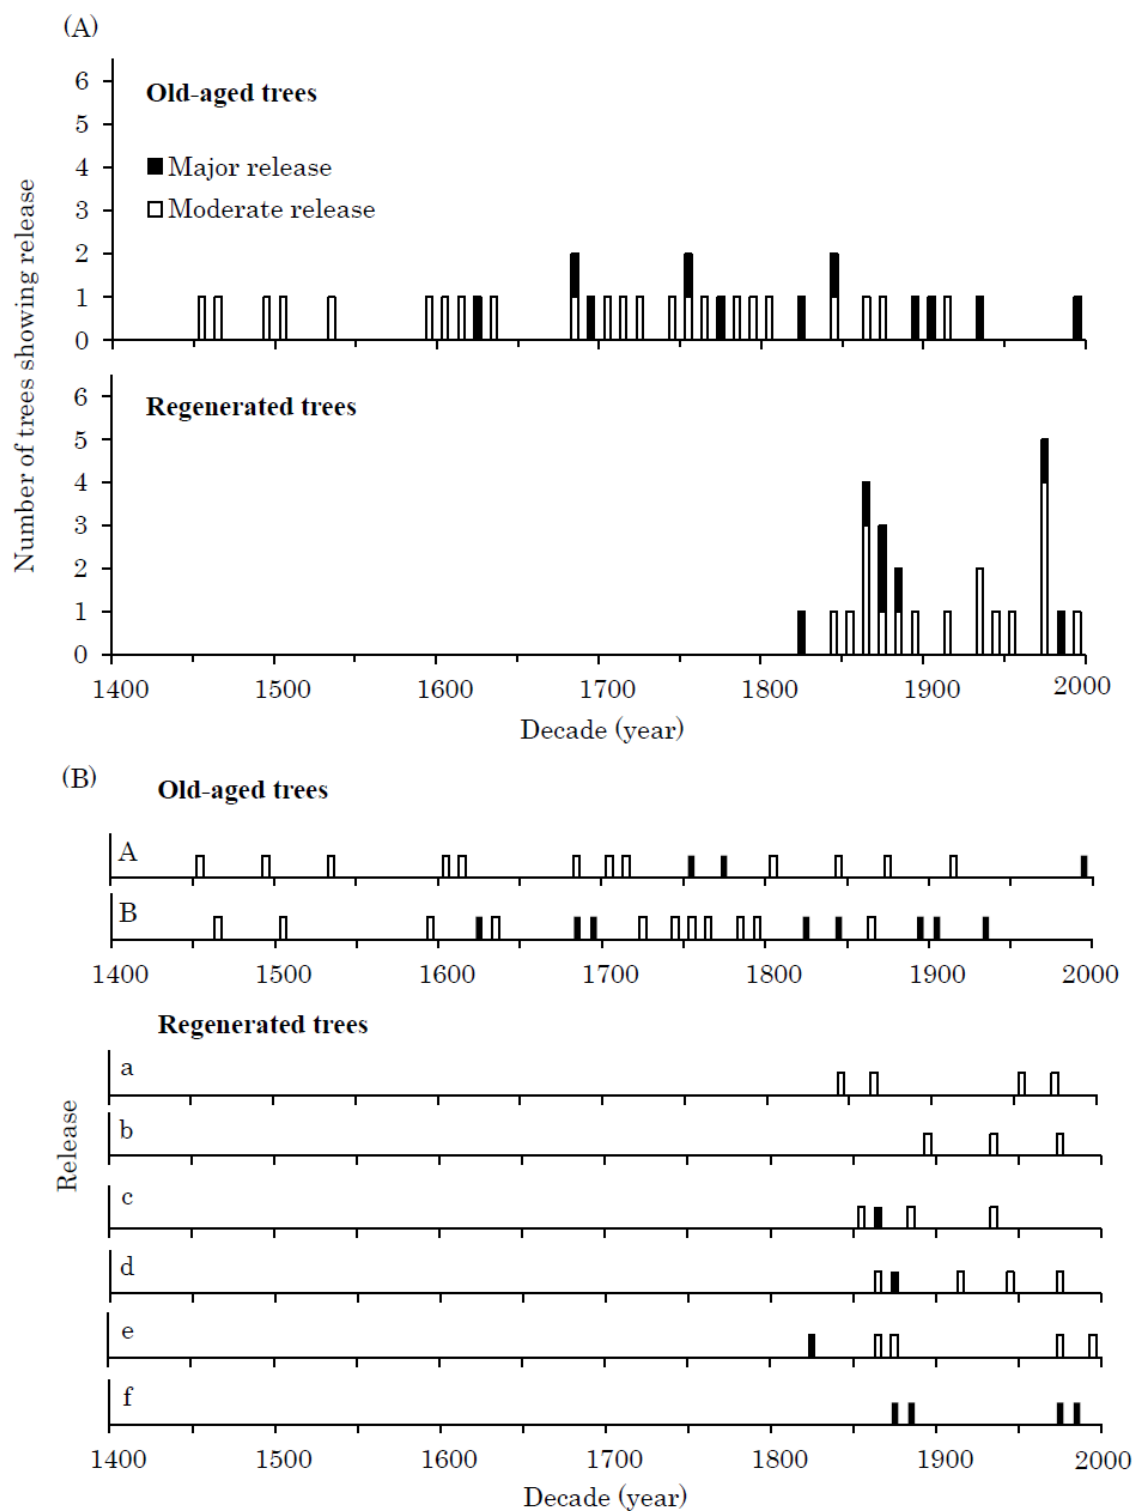 (A)
Old-aged trees
Major release
Moderate release
6
5
4
3
2
1
0
Regenerated trees
6
5
4
3
2
1
0
Number of trees showing release
1400 1500 1600 1700 1800 1900 2000
Decade (year)
(B)
Old-aged trees
A
B
1400 1500 1600 1700 1800 1900 2000
Regenerated trees
a
b
c
d
e
f
Release
1400 1500 1600 1700 1800 1900 2000
Decade (year)